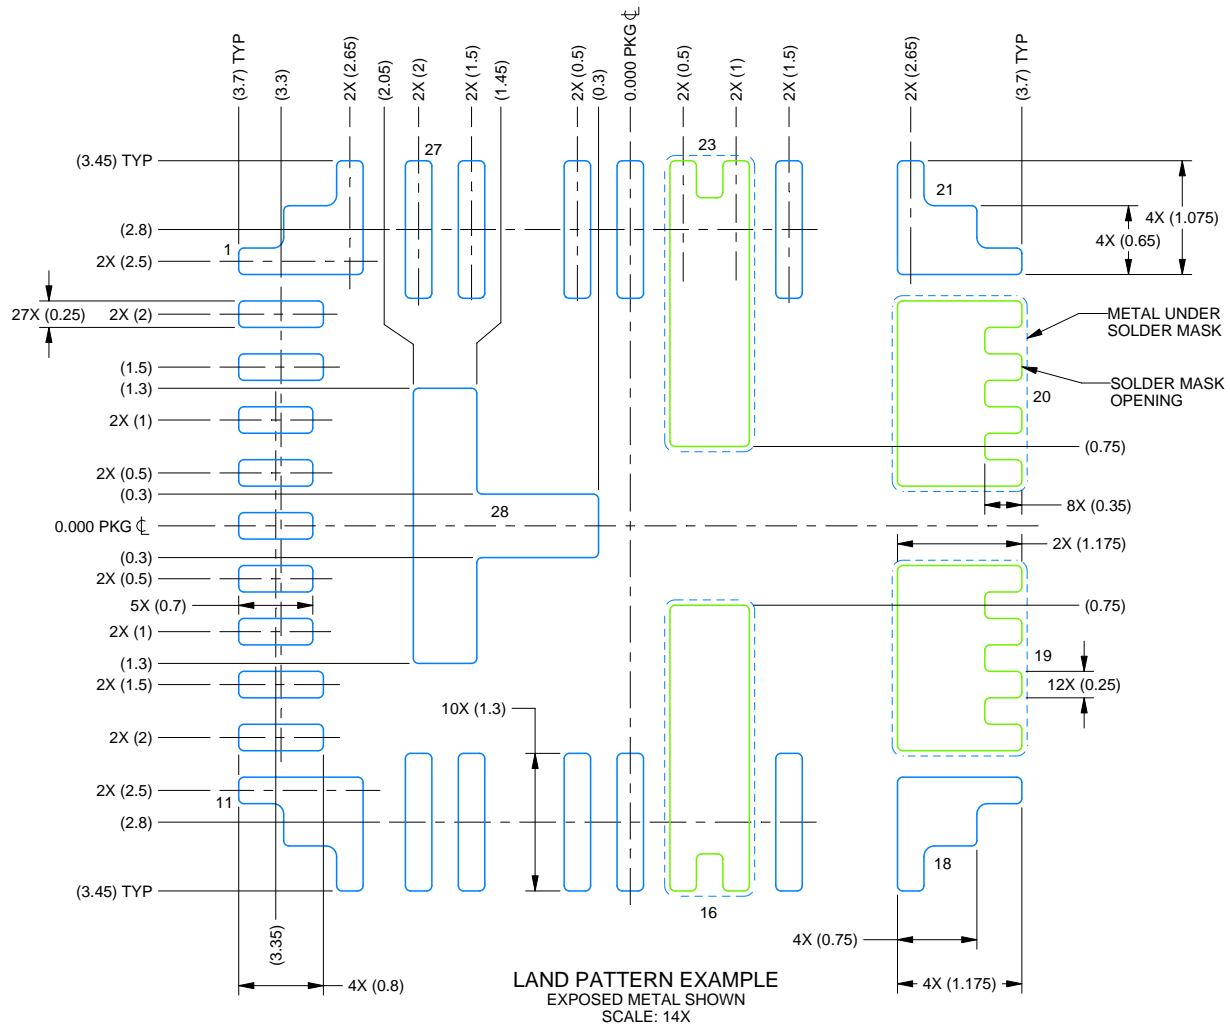 (3.7) TYP
(3.3)
2X (2.65)
(2.05)
2X (2)
2X (1.5)
(1.45)
2X (0.5)
(0.3)
0.000 PKG ℄
2X (0.5)
2X (1)
2X (1.5)
2X (2.65)
(3.7) TYP
27
23
21
(3.45) TYP
(2.8)
1
2X (2.5)
4X (1.075)
4X (0.65)
27X (0.25)
2X (2)
METAL UNDER
SOLDER MASK
(1.5)
(1.3)
SOLDER MASK
OPENING
20
2X (1)
(0.75)
2X (0.5)
(0.3)
8X (0.35)
28
0.000 PKG ℄
2X (1.175)
(0.3)
2X (0.5)
5X (0.7)
(0.75)
2X (1)
(1.3)
19
2X (1.5)
12X (0.25)
10X (1.3)
2X (2)
2X (2.5)
11
(2.8)
18
(3.45) TYP
16
(3.35)
4X (0.75)
4X (0.8)
4X (1.175)
LAND PATTERN EXAMPLE
EXPOSED METAL SHOWN
SCALE: 14X